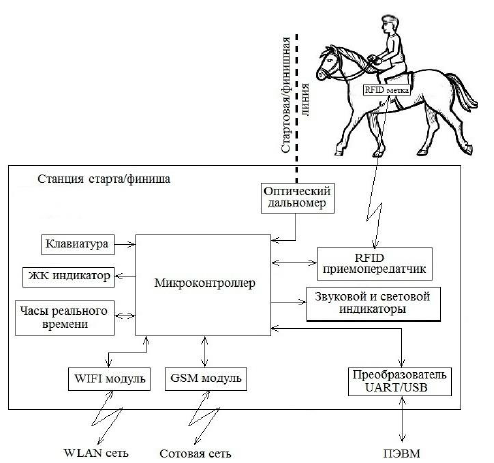 Стартовая/финишная
линия
RFID метка
Станция старта/финиша
Оптический
дальномер
Клавиатура
ЖК индикатор
Часы реального
времени
Микроконтроллер
RFID
приемопередатчик
Звуковой и световой
индикаторы
WIFI модуль
GSM модуль
Преобразователь
UART/USB
WLAN сеть
Сотовая сеть
ПЭВМ